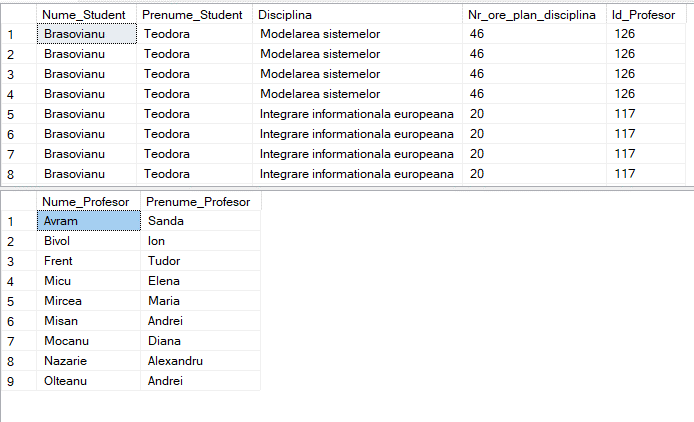 Nume_Student Prenume_Student Disciplina Nr_ore_plan_disciplina Id_Profesor
1 Brasovianu Teodora Modelarea sistemelor 46 126
2 Brasovianu Teodora Modelarea sistemelor 46 126
3 Brasovianu Teodora Modelarea sistemelor 46 126
4 Brasovianu Teodora Modelarea sistemelor 46 126
5 Brasovianu Teodora Integrare informationala europeana 20 117
6 Brasovianu Teodora Integrare informationala europeana 20 117
7 Brasovianu Teodora Integrare informationala europeana 20 117
8 Brasovianu Teodora Integrare informationala europeana 20 117
Nume_Profesor Prenume_Profesor
1 Avram Sanda
2 Bivol Ion
3 Frent Tudor
4 Micu Elena
5 Mircea Maria
6 Misan Andrei
7 Mocanu Diana
8 Nazarie Alexandru
9 Olteanu Andrei